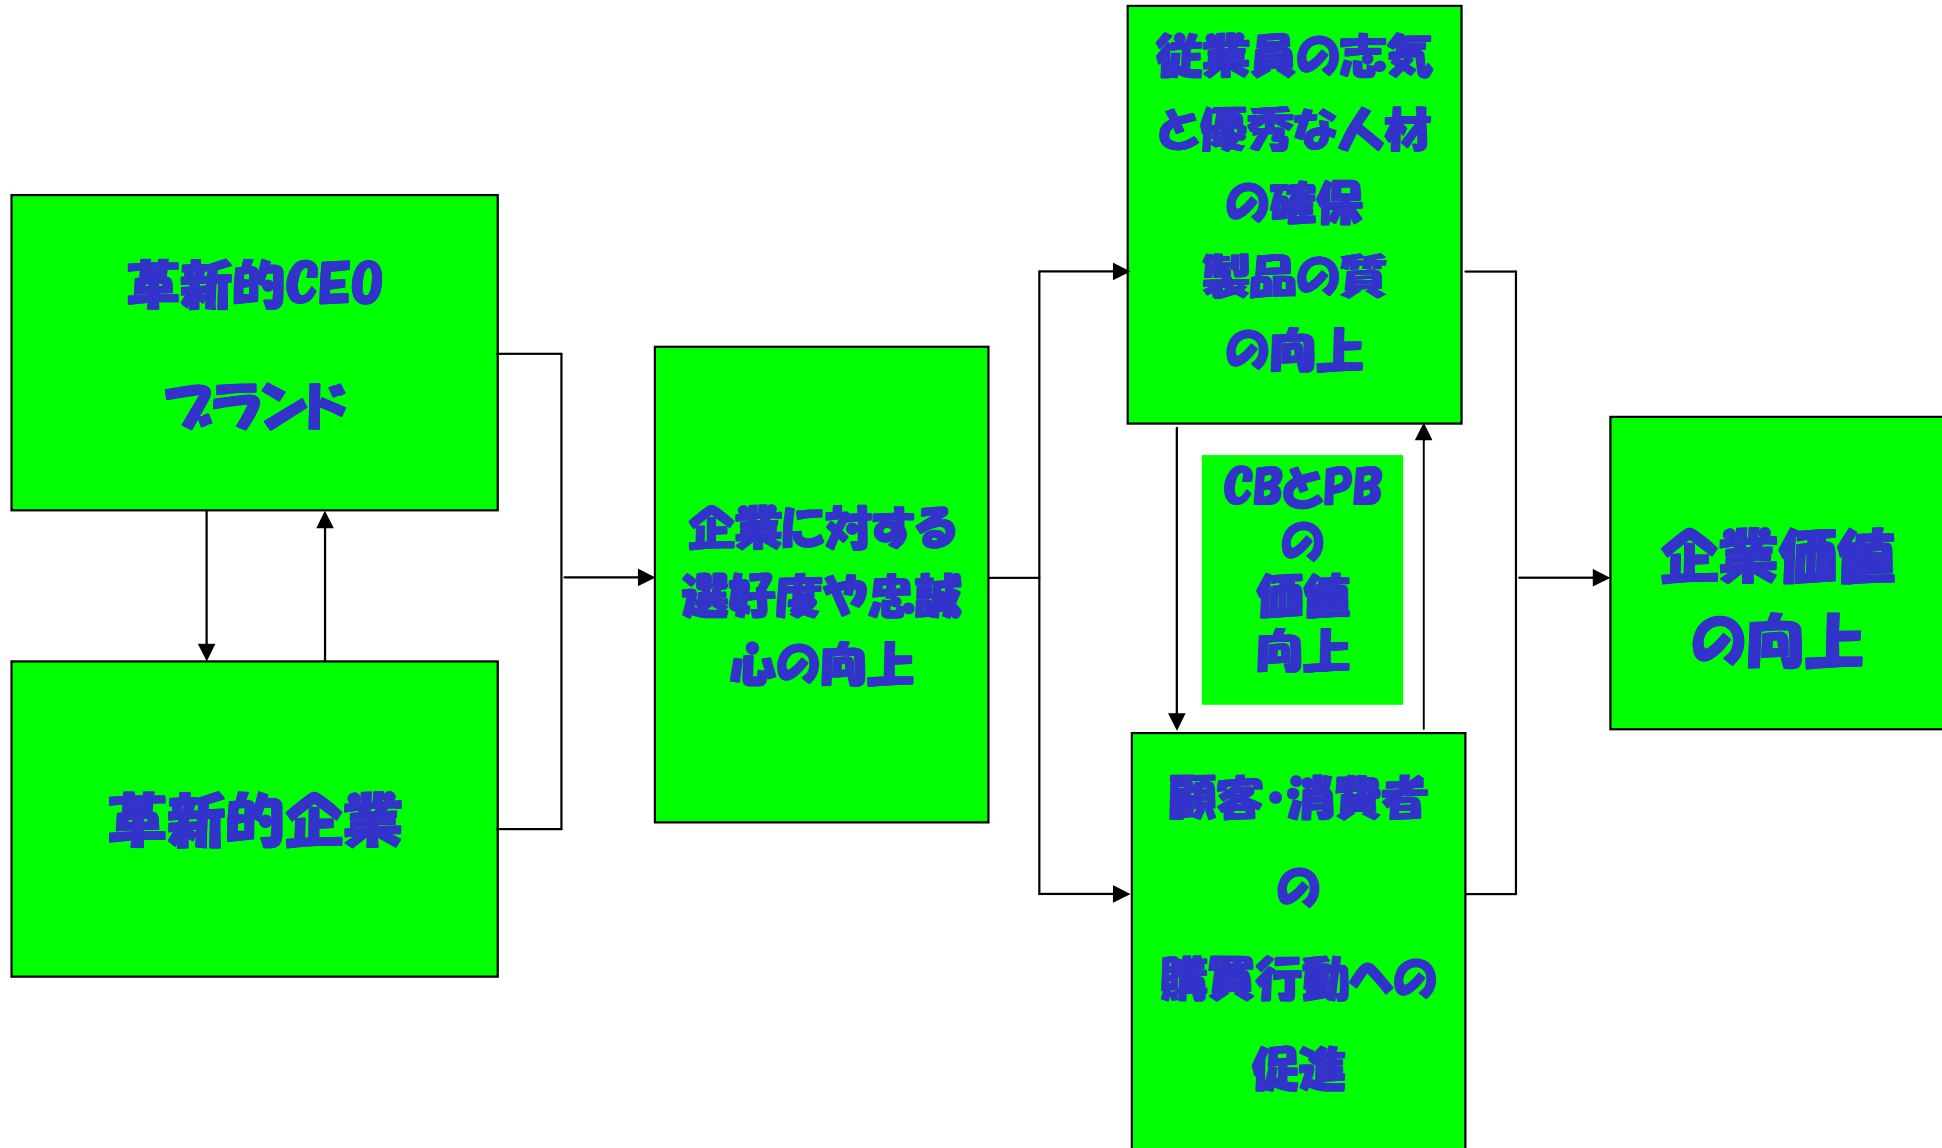 革新的CEO
ブランド
革新的企業
企業に対する
選好度や忠誠
心の向上
従業員の志気
と優秀な人材
の確保
製品の質
の向上
CBとPB
の
価値
向上
顧客・消費者
の
購買行動への
促進
企業価値
の向上